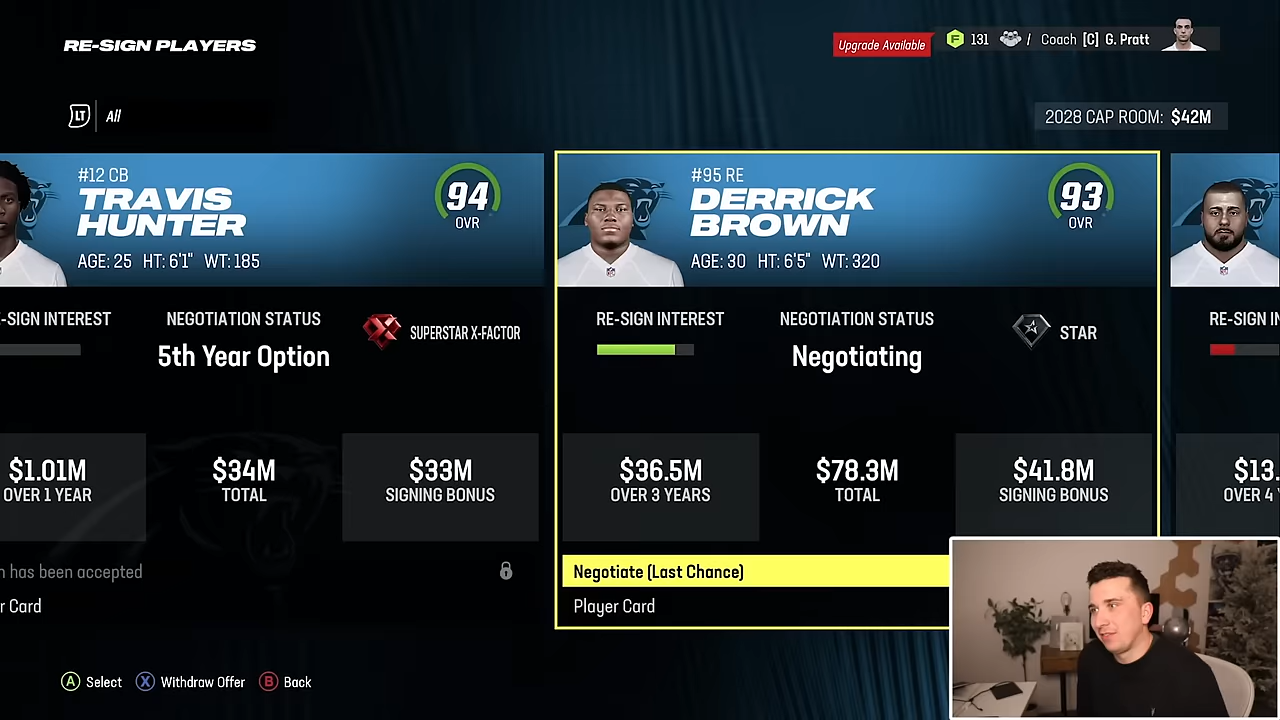 RE-SIGN PLAYERS
Upgrade Available
F 131 / Coach [C] G. Pratt
LT All
2028 CAP ROOM: $42M
#12 CB
TRAVIS
HUNTER
94
OVR
AGE: 25 HT: 6'1" WT: 185
-SIGN INTEREST
NEGOTIATION STATUS
5th Year Option
SUPERSTAR X-FACTOR
$1.01M
OVER 1 YEAR
$34M
TOTAL
$33M
SIGNING BONUS
n has been accepted
r Card
#95 RE
DERRICK
BROWN
93
OVR
AGE: 30 HT: 6'5" WT: 320
RE-SIGN INTEREST
NEGOTIATION STATUS
Negotiating
STAR
$36.5M
OVER 3 YEARS
$78.3M
TOTAL
$41.8M
SIGNING BONUS
Negotiate (Last Chance)
Player Card
RE-SIGN IN
$13.
OVER 4
A Select X Withdraw Offer B Back